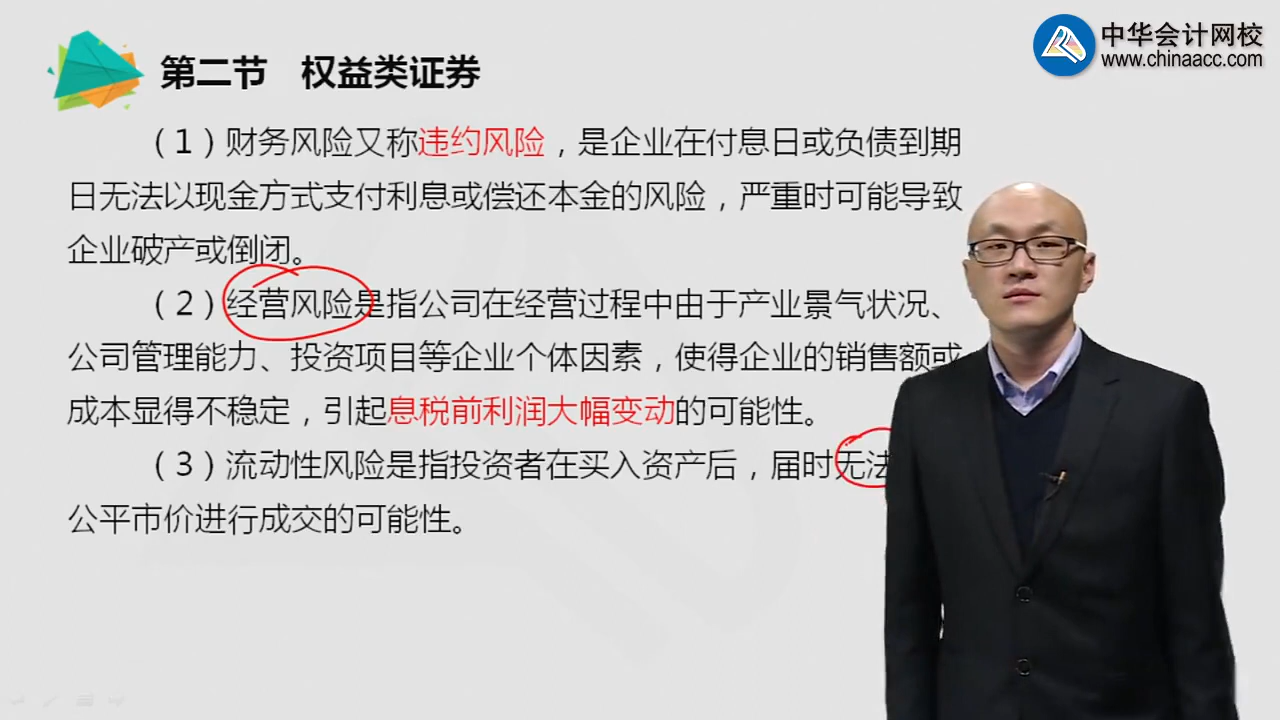 中华会计网校
www.chinaacc.com
第二节 权益类证券
（1）财务风险又称违约风险，是企业在付息日或负债到期
日无法以现金方式支付利息或偿还本金的风险，严重时可能导致
企业破产或倒闭。
（2）经营风险是指公司在经营过程中由于产业景气状况、
公司管理能力、投资项目等企业个体因素，使得企业的销售额或
成本显得不稳定，引起息税前利润大幅变动的可能性。
（3）流动性风险是指投资者在买入资产后，届时无法
公平市价进行成交的可能性。